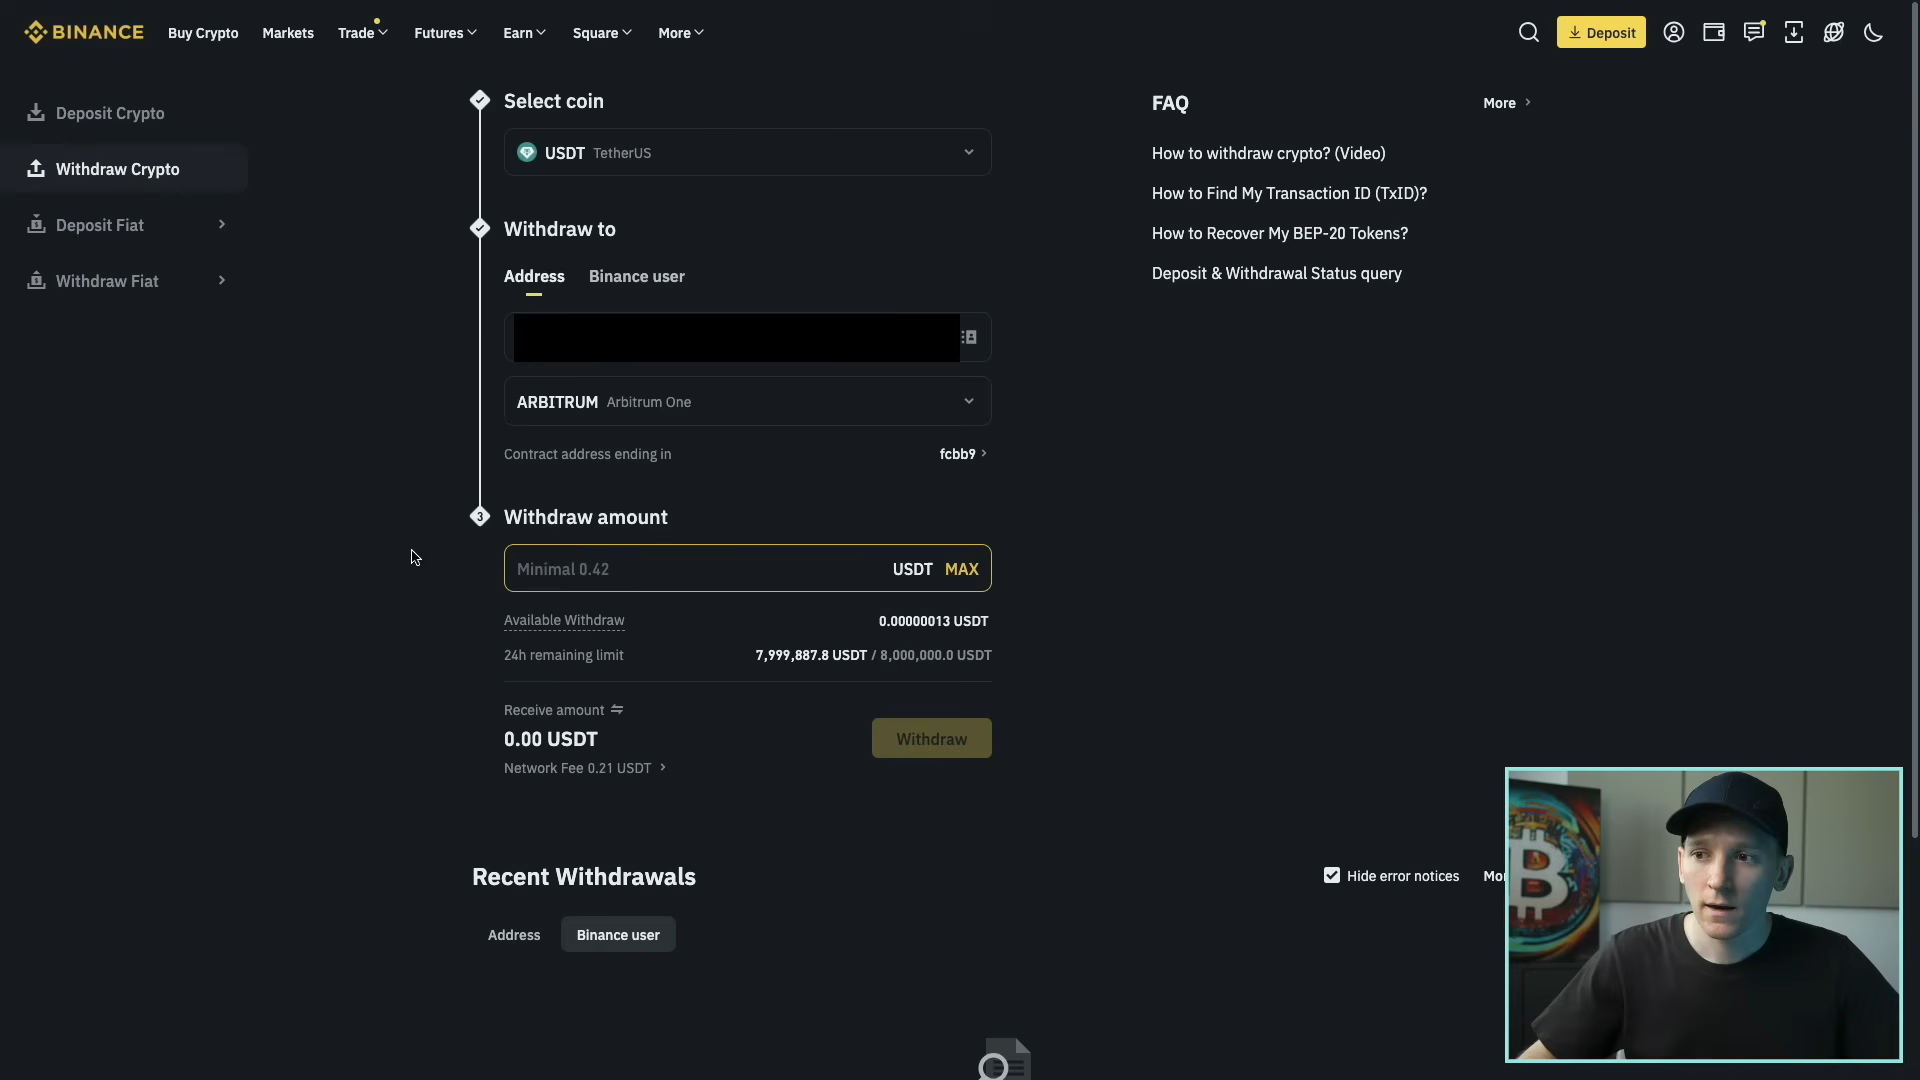 BINANCE Buy Crypto Markets Trade Futures Earn Square More Deposit
Deposit Crypto
Withdraw Crypto
Deposit Fiat
Withdraw Fiat
Select coin
USDT TetherUS
Withdraw to
Address Binance user
ARBITRUM Arbitrum One
Contract address ending in fcbb9
3 Withdraw amount
Minimal 0.42 USDT MAX
Available Withdraw 0.00000013 USDT
24h remaining limit 7,999,887.8 USDT / 8,000,000.0 USDT
Receive amount
0.00 USDT
Withdraw
Network Fee 0.21 USDT
FAQ More
How to withdraw crypto? (Video)
How to Find My Transaction ID (TxID)?
How to Recover My BEP-20 Tokens?
Deposit & Withdrawal Status query
Recent Withdrawals
Hide error notices Mor
Address Binance user